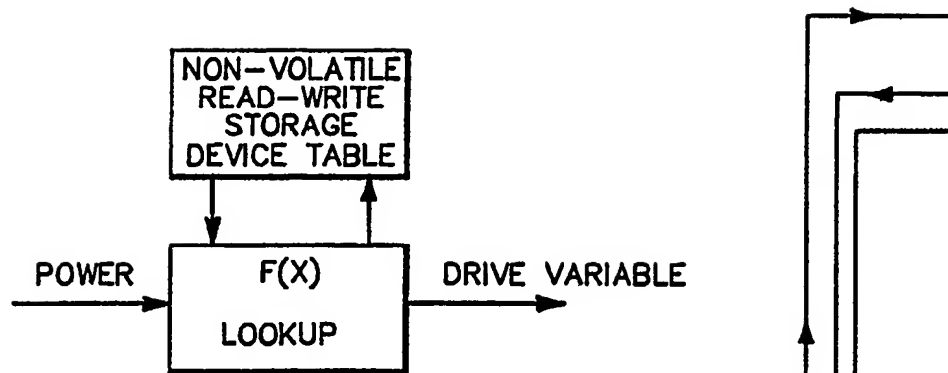 NON-VOLATILE
READ-WRITE
STORAGE
DEVICE TABLE
POWER
F(X)
DRIVE VARIABLE
LOOKUP